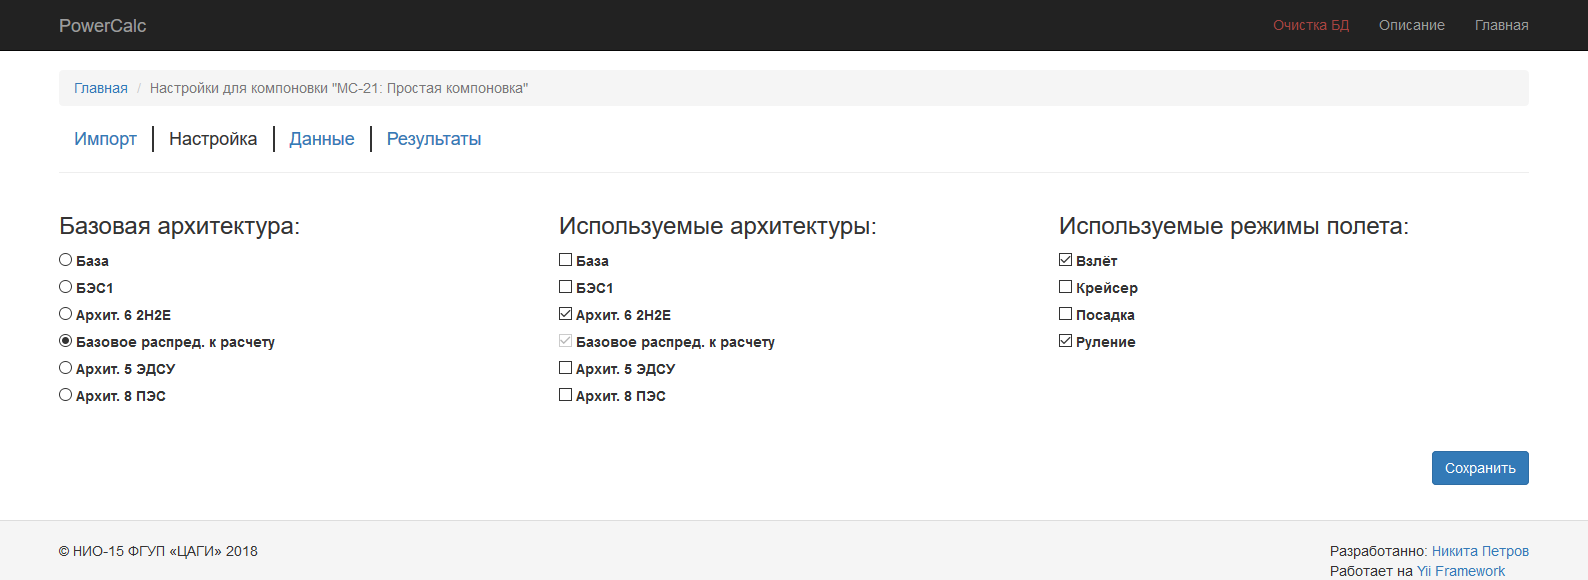 PowerCalc
Очистка БД
Описание
Главная
Главная / Настройки для компоновки "МС-21: Простая компоновка"
Импорт
Настройка
Данные
Результаты
Базовая архитектура:
База
БЭС1
Архит. 6 2Н2Е
Базовое распред. к расчету
Архит. 5 ЭДСУ
Архит. 8 ПЭС
Используемые архитектуры:
База
БЭС1
Архит. 6 2Н2Е
Базовое распред. к расчету
Архит. 5 ЭДСУ
Архит. 8 ПЭС
Используемые режимы полета:
Взлёт
Крейсер
Посадка
Руление
Сохранить
© НИО-15 ФГУП «ЦАГИ» 2018
Разработанно: Никита Петров
Работает на Yii Framework